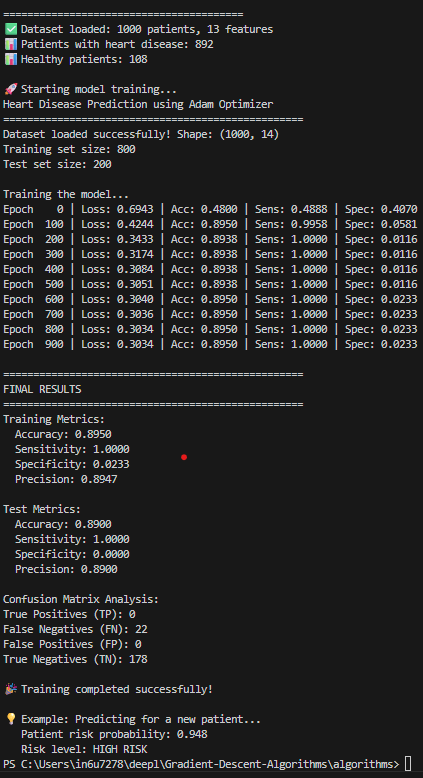 ========================================
✅ Dataset loaded: 1000 patients, 13 features
📊 Patients with heart disease: 892
📊 Healthy patients: 108
🚀 Starting model training...
Heart Disease Prediction using Adam Optimizer
==================================================
Dataset loaded successfully! Shape: (1000, 14)
Training set size: 800
Test set size: 200
Training the model...
Epoch    0 | Loss: 0.6943 | Acc: 0.4800 | Sens: 0.4888 | Spec: 0.4070
Epoch  100 | Loss: 0.4244 | Acc: 0.8950 | Sens: 0.9958 | Spec: 0.0581
Epoch  200 | Loss: 0.3433 | Acc: 0.8938 | Sens: 1.0000 | Spec: 0.0116
Epoch  300 | Loss: 0.3174 | Acc: 0.8938 | Sens: 1.0000 | Spec: 0.0116
Epoch  400 | Loss: 0.3084 | Acc: 0.8938 | Sens: 1.0000 | Spec: 0.0116
Epoch  500 | Loss: 0.3051 | Acc: 0.8938 | Sens: 1.0000 | Spec: 0.0116
Epoch  600 | Loss: 0.3040 | Acc: 0.8950 | Sens: 1.0000 | Spec: 0.0233
Epoch  700 | Loss: 0.3036 | Acc: 0.8950 | Sens: 1.0000 | Spec: 0.0233
Epoch  800 | Loss: 0.3034 | Acc: 0.8950 | Sens: 1.0000 | Spec: 0.0233
Epoch  900 | Loss: 0.3034 | Acc: 0.8950 | Sens: 1.0000 | Spec: 0.0233
==================================================
FINAL RESULTS
==================================================
Training Metrics:
  Accuracy: 0.8950
  Sensitivity: 1.0000
  Specificity: 0.0233
  Precision: 0.8947
Test Metrics:
  Accuracy: 0.8900
  Sensitivity: 1.0000
  Specificity: 0.0000
  Precision: 0.8900
Confusion Matrix Analysis:
True Positives (TP): 0
False Negatives (FN): 22
False Positives (FP): 0
True Negatives (TN): 178
🎉 Training completed successfully!
💡 Example: Predicting for a new patient...
   Patient risk probability: 0.948
   Risk level: HIGH RISK
PS C:\Users\in6u7278\deepl\Gradient-Descent-Algorithms\algorithms>